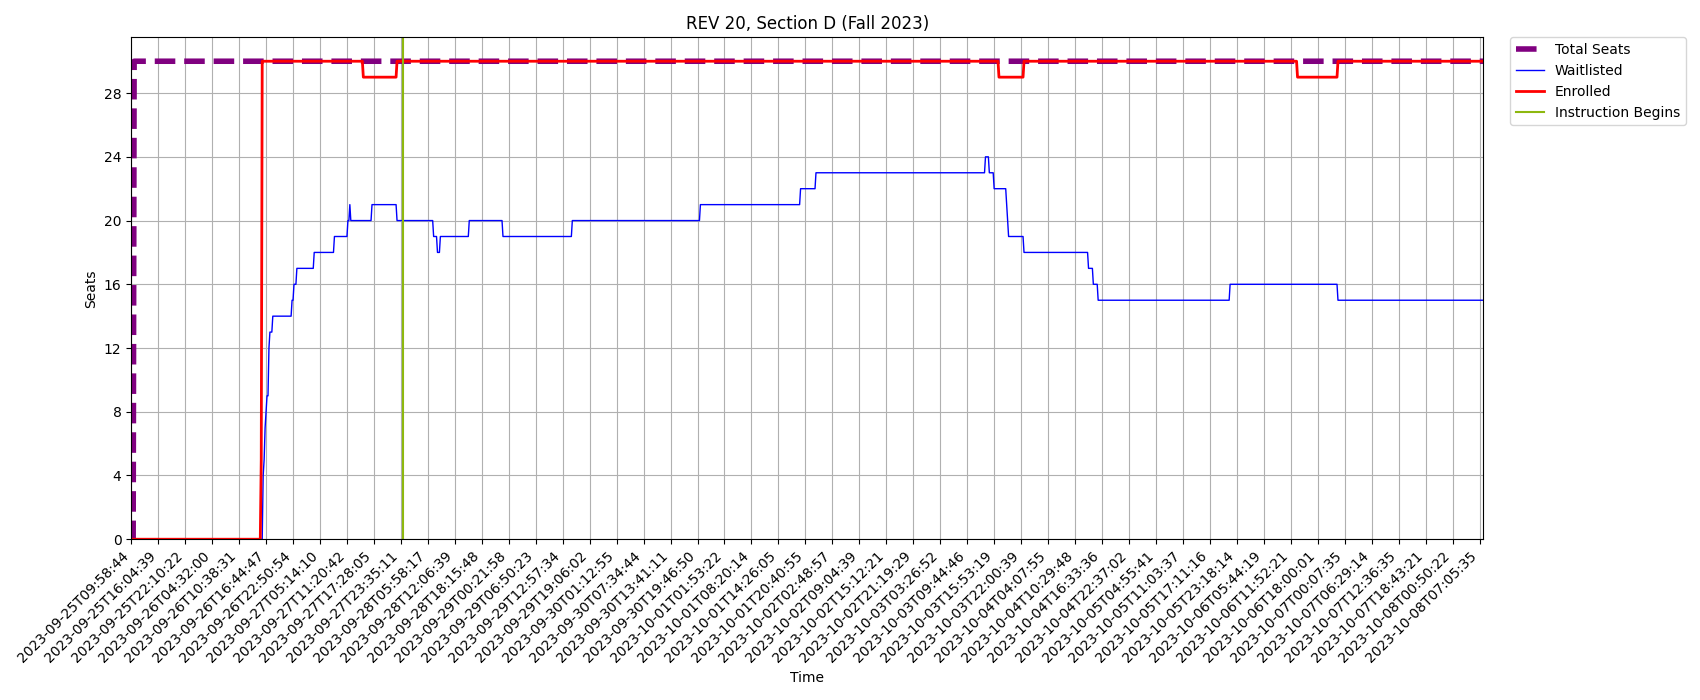 REV 20, Section D (Fall 2023)
Total Seats
Waitlisted
Enrolled
Instruction Begins
Seats
28
24
20
16
12
8
4
0
2023-09-25T09:58:44
2023-09-25T16:04:39
2023-09-25T22:10:22
2023-09-26T04:32:00
2023-09-26T10:38:31
2023-09-26T16:44:47
2023-09-26T22:50:54
2023-09-27T05:14:10
2023-09-27T11:20:42
2023-09-27T17:28:05
2023-09-27T23:35:11
2023-09-28T05:58:17
2023-09-28T12:06:39
2023-09-28T18:15:48
2023-09-29T00:21:58
2023-09-29T06:50:23
2023-09-29T12:57:34
2023-09-29T19:06:02
2023-09-30T01:12:55
2023-09-30T07:34:44
2023-09-30T13:41:11
2023-09-30T19:46:50
2023-10-01T01:53:22
2023-10-01T08:20:14
2023-10-01T14:26:05
2023-10-01T20:40:55
2023-10-02T02:48:57
2023-10-02T09:04:39
2023-10-02T15:12:21
2023-10-02T21:19:29
2023-10-03T03:26:52
2023-10-03T09:44:46
2023-10-03T15:53:19
2023-10-03T22:00:39
2023-10-04T04:07:55
2023-10-04T10:29:48
2023-10-04T16:33:36
2023-10-04T22:37:02
2023-10-05T04:55:41
2023-10-05T11:03:37
2023-10-05T17:11:16
2023-10-05T23:18:14
2023-10-06T05:44:19
2023-10-06T11:52:21
2023-10-06T18:00:01
2023-10-07T00:07:35
2023-10-07T06:29:14
2023-10-07T12:36:35
2023-10-07T18:43:21
2023-10-08T00:50:22
2023-10-08T07:05:35
Time